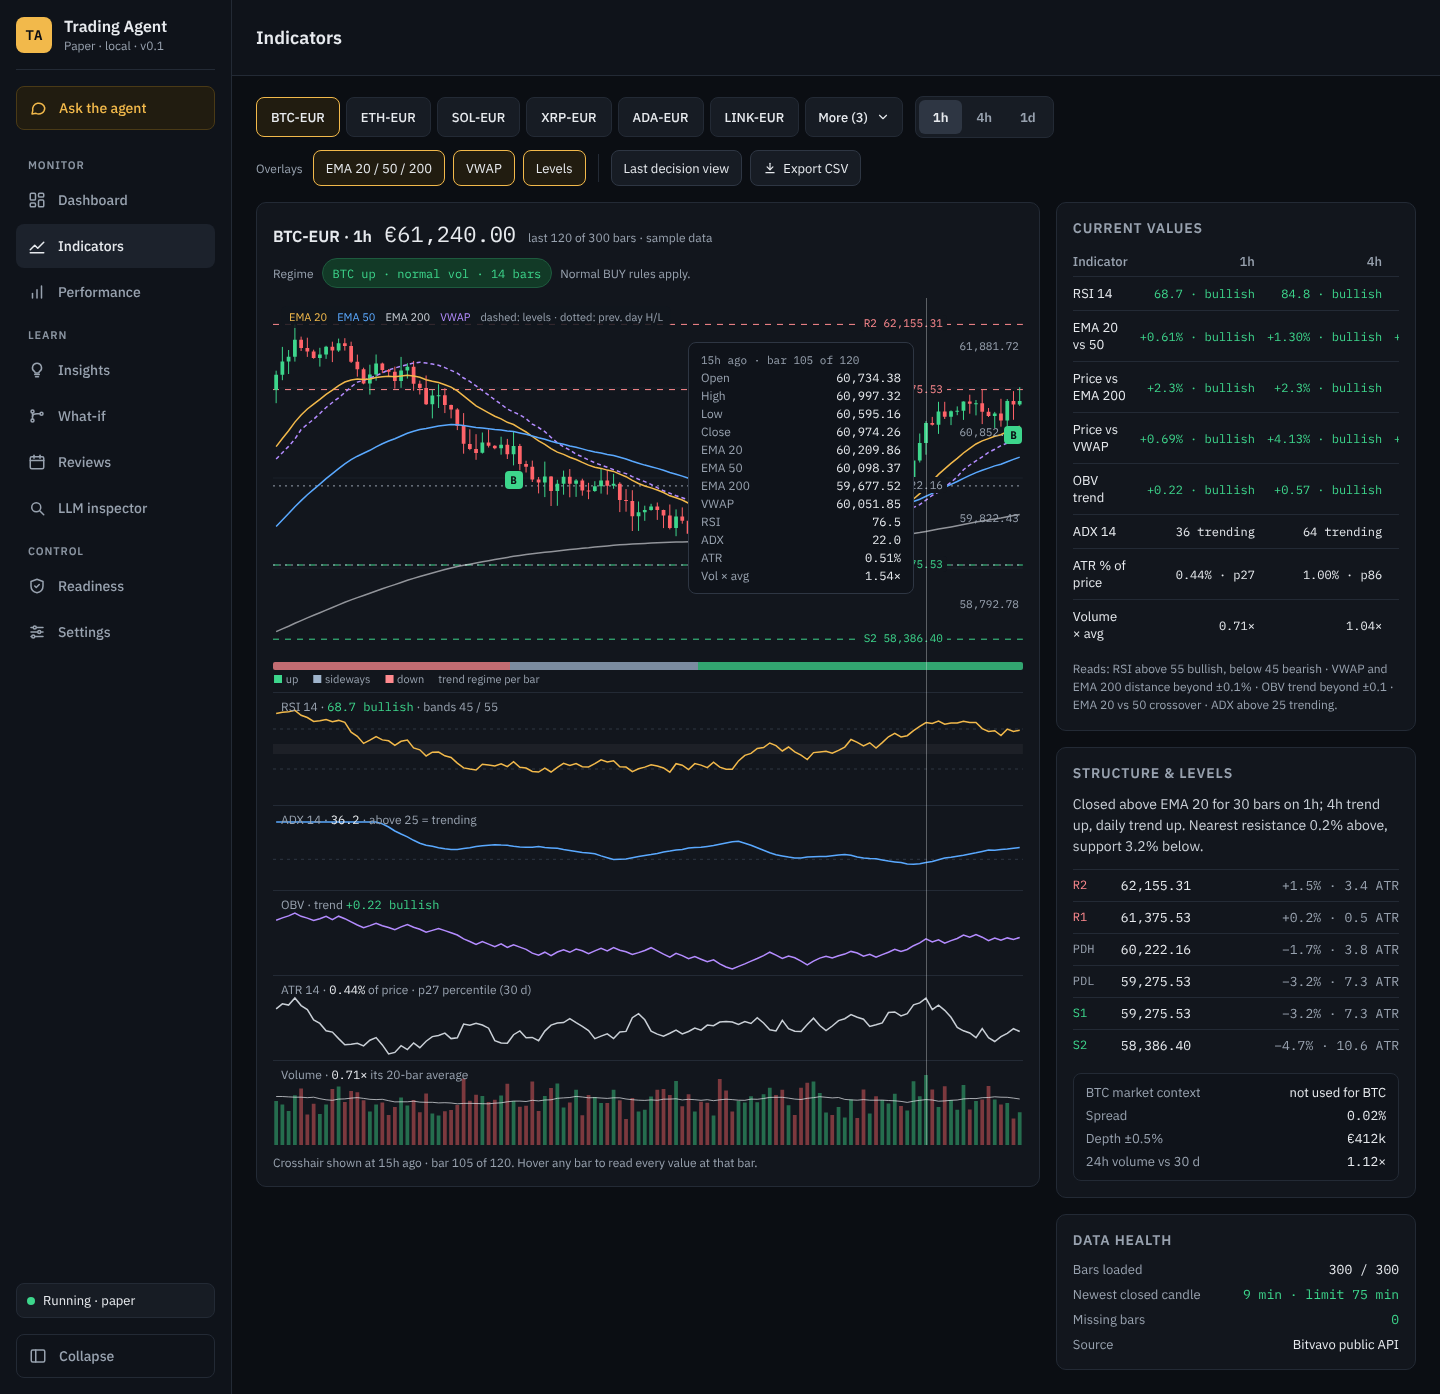 TA
Trading Agent
Paper · local · v0.1
Ask the agent
MONITOR
Dashboard
Indicators
Performance
LEARN
Insights
What-if
Reviews
LLM inspector
CONTROL
Readiness
Settings
Running · paper
Collapse
Indicators
BTC-EUR ETH-EUR SOL-EUR XRP-EUR ADA-EUR LINK-EUR More (3) 1h 4h 1d
Overlays EMA 20 / 50 / 200 VWAP Levels Last decision view Export CSV
BTC-EUR · 1h €61,240.00 last 120 of 300 bars · sample data
Regime BTC up · normal vol · 14 bars Normal BUY rules apply.
EMA 20 EMA 50 EMA 200 VWAP dashed: levels · dotted: prev. day H/L
R2 62,155.31
61,881.72
75.53
60,852
B
B
22.16
59,822.43
75.53
58,792.78
S2 58,386.40
15h ago · bar 105 of 120
Open 60,734.38
High 60,997.32
Low 60,595.16
Close 60,974.26
EMA 20 60,209.86
EMA 50 60,098.37
EMA 200 59,677.52
VWAP 60,051.85
RSI 76.5
ADX 22.0
ATR 0.51%
Vol × avg 1.54×
up sideways down trend regime per bar
RSI 14 · 68.7 bullish · bands 45 / 55
ADX 14 · 36.2 · above 25 = trending
OBV · trend +0.22 bullish
ATR 14 · 0.44% of price · p27 percentile (30 d)
Volume · 0.71× its 20-bar average
Crosshair shown at 15h ago · bar 105 of 120. Hover any bar to read every value at that bar.
CURRENT VALUES
Indicator 1h 4h
RSI 14 68.7 · bullish 84.8 · bullish
EMA 20 vs 50 +0.61% · bullish +1.30% · bullish +
Price vs EMA 200 +2.3% · bullish +2.3% · bullish
Price vs VWAP +0.69% · bullish +4.13% · bullish +
OBV trend +0.22 · bullish +0.57 · bullish
ADX 14 36 trending 64 trending
ATR % of price 0.44% · p27 1.00% · p86
Volume × avg 0.71× 1.04×
Reads: RSI above 55 bullish, below 45 bearish · VWAP and
EMA 200 distance beyond ±0.1% · OBV trend beyond ±0.1 ·
EMA 20 vs 50 crossover · ADX above 25 trending.
STRUCTURE & LEVELS
Closed above EMA 20 for 30 bars on 1h; 4h trend
up, daily trend up. Nearest resistance 0.2% above,
support 3.2% below.
R2 62,155.31 +1.5% · 3.4 ATR
R1 61,375.53 +0.2% · 0.5 ATR
PDH 60,222.16 −1.7% · 3.8 ATR
PDL 59,275.53 −3.2% · 7.3 ATR
S1 59,275.53 −3.2% · 7.3 ATR
S2 58,386.40 −4.7% · 10.6 ATR
BTC market context not used for BTC
Spread 0.02%
Depth ±0.5% €412k
24h volume vs 30 d 1.12×
DATA HEALTH
Bars loaded 300 / 300
Newest closed candle 9 min · limit 75 min
Missing bars 0
Source Bitvavo public API